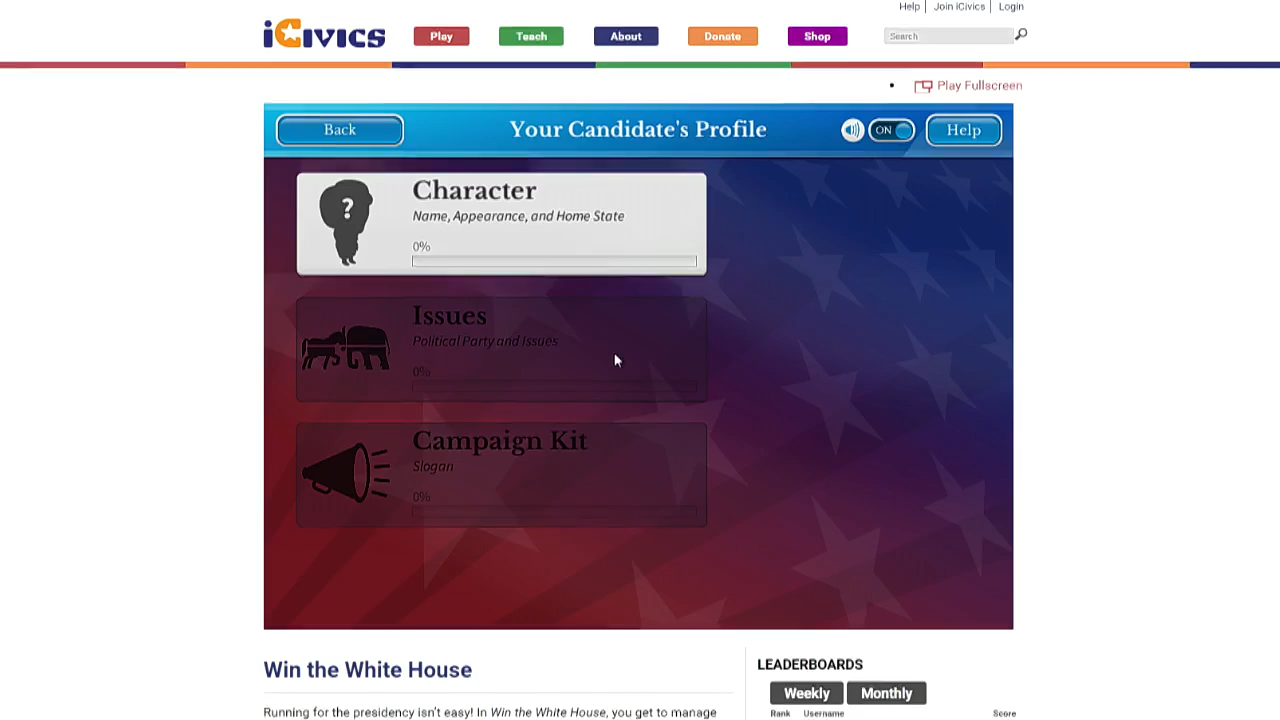 Help Join iCivics Login
iCivics Play Teach About Donate Shop Search
Play Fullscreen
Back Your Candidate's Profile ON Help
?
Character
Name, Appearance, and Home State
0%
Issues
Political Party and Issues
0%
Campaign Kit
Slogan
0%
Win the White House
Running for the presidency isn't easy! In Win the White House, you get to manage
LEADERBOARDS
Weekly Monthly
Rank Username Score